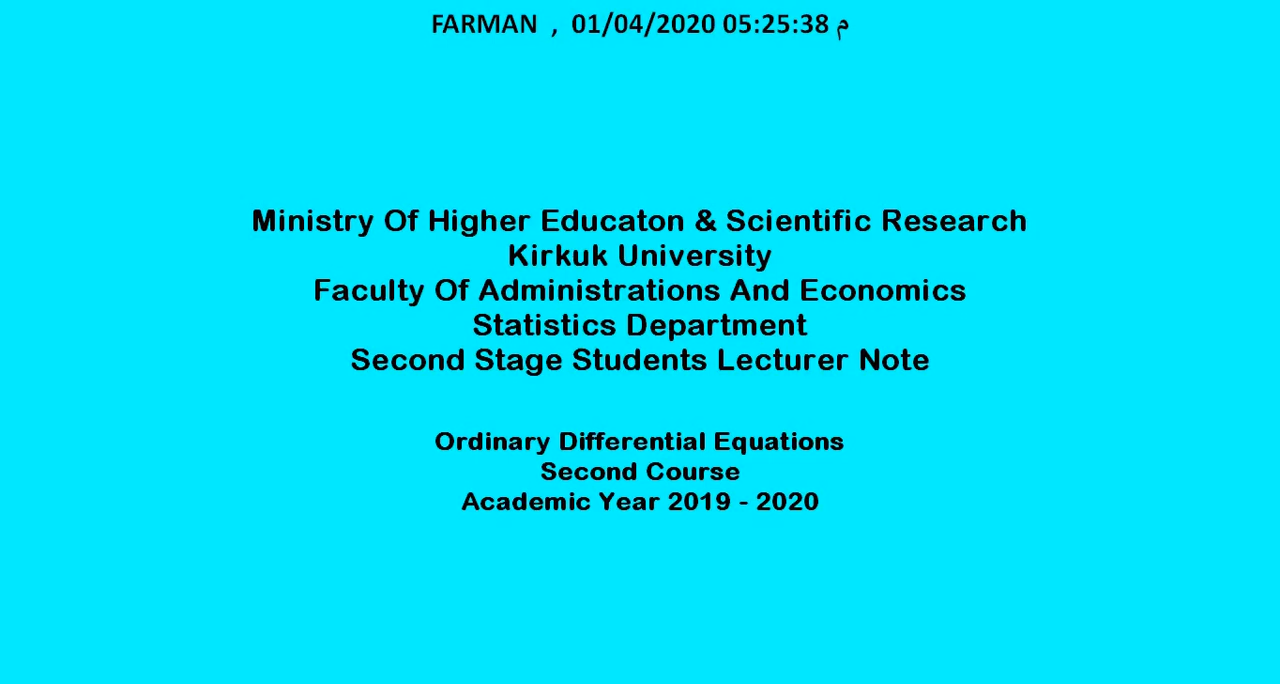 FARMAN , 01/04/2020 05:25:38 م
Ministry Of Higher Educaton & Scientific Research
Kirkuk University
Faculty Of Administrations And Economics
Statistics Department
Second Stage Students Lecturer Note
Ordinary Differential Equations
Second Course
Academic Year 2019 - 2020